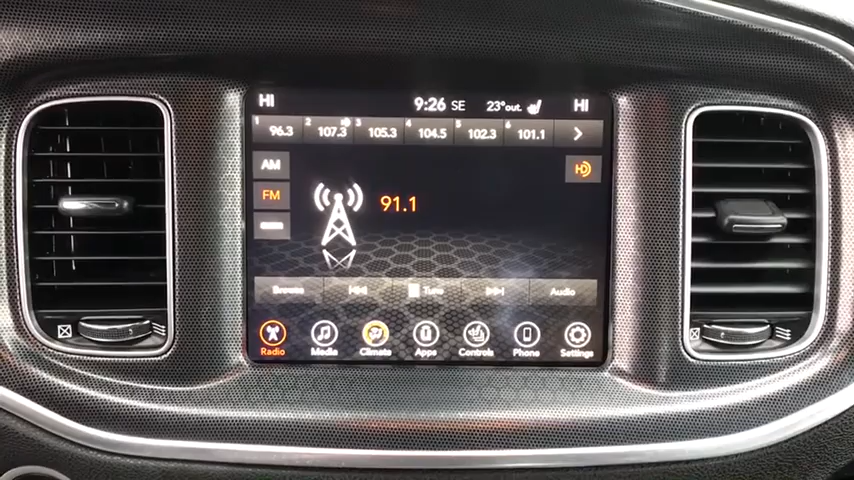 HI 9:26 SE 23°out HI
1 96.3 2 107.3 3 105.3 4 104.5 5 102.3 6 101.1
AM
HD
FM
91.1
Browse Tune Audio
Radio Media Climate Apps Controls Phone Settings